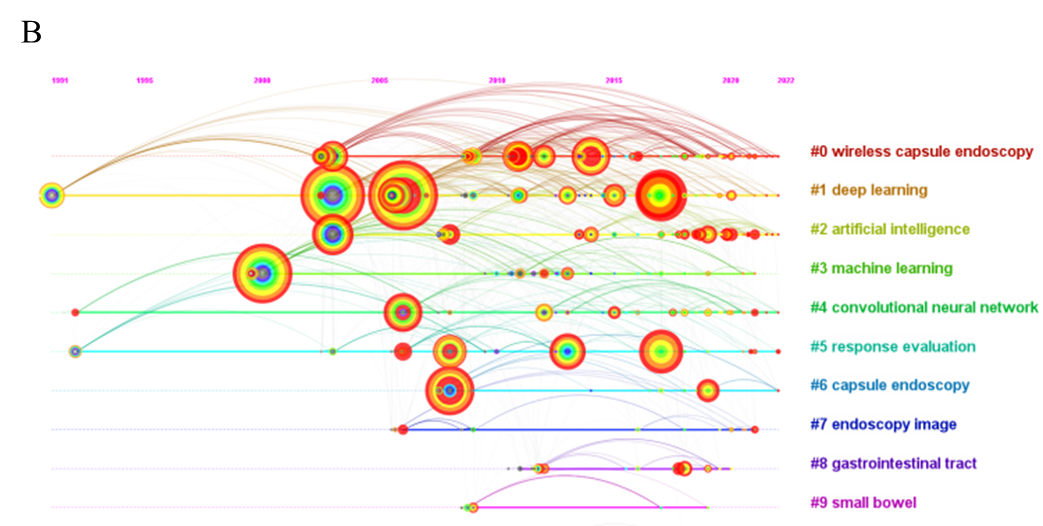 B
1991 1995 2000 2005 2010 2015 2020 2022
#0 wireless capsule endoscopy
#1 deep learning
#2 artificial intelligence
#3 machine learning
#4 convolutional neural network
#5 response evaluation
#6 capsule endoscopy
#7 endoscopy image
#8 gastrointestinal tract
#9 small bowel